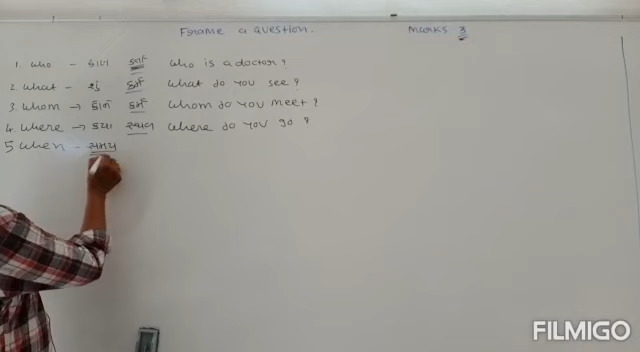 Frame a question. Marks 3
1. Who - કોણ કર્તા Who is a doctor?
2. What - શું કર્મ What do you see?
3. Whom → કોને કર્મ Whom do you meet?
4. Where → કયા સ્થળ Where do you go?
5 When - સમય
FILMIGO